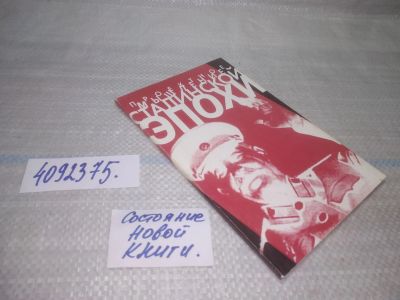 СТАЛИНСКОЙ
ЭПОХИ
4092375.
Состояние
Новой
Книги.